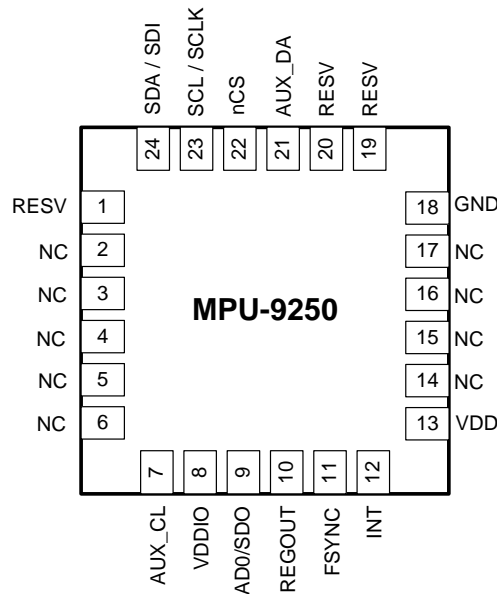 SDA / SDI
SCL / SCLK
nCS
AUX_DA
RESV
RESV
24
23
22
21
20
19
RESV 1
18 GND
NC 2
17 NC
NC 3
16 NC
MPU-9250
NC 4
15 NC
NC 5
14 NC
NC 6
13 VDD
7
8
9
10
11
12
AUX_CL
VDDIO
AD0/SDO
REGOUT
FSYNC
INT